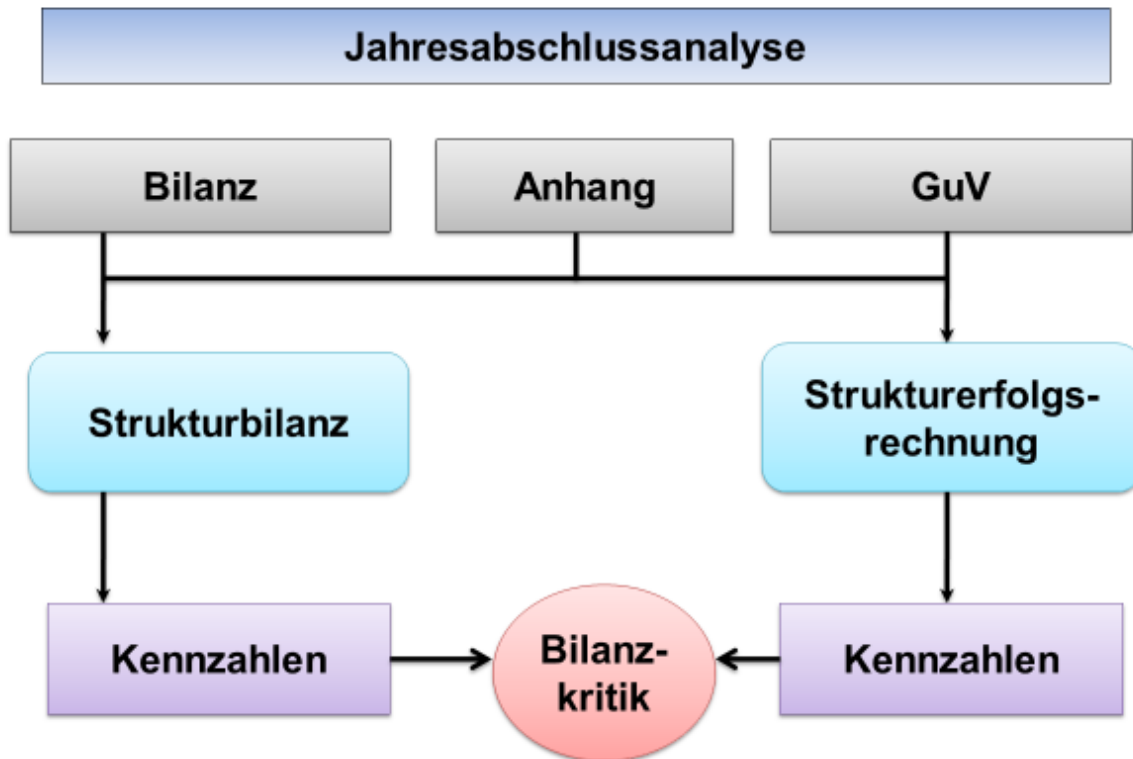 Jahresabschlussanalyse
Bilanz
Anhang
GuV
Strukturbilanz
Strukturerfolgs-
rechnung
Kennzahlen
Bilanz-
kritik
Kennzahlen